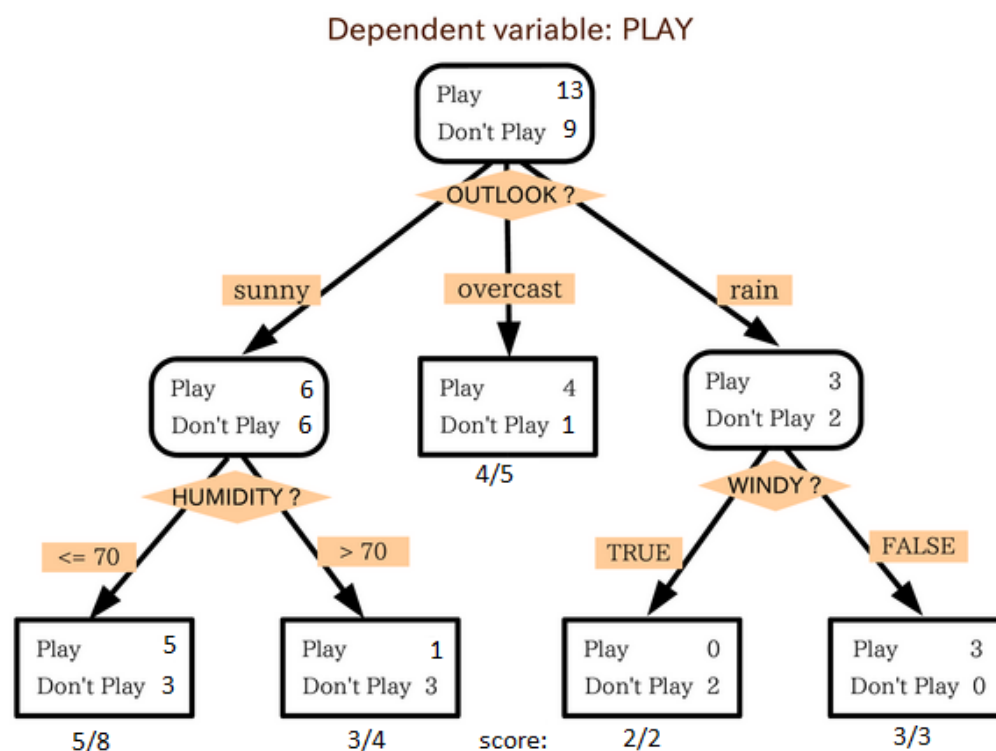 Dependent variable: PLAY
Play 13
Don't Play 9
OUTLOOK ?
sunny
overcast
rain
Play 6
Don't Play 6
Play 4
Don't Play 1
Play 3
Don't Play 2
4/5
HUMIDITY ?
WINDY ?
<= 70
> 70
TRUE
FALSE
Play 5
Don't Play 3
Play 1
Don't Play 3
Play 0
Don't Play 2
Play 3
Don't Play 0
5/8
3/4
score:
2/2
3/3